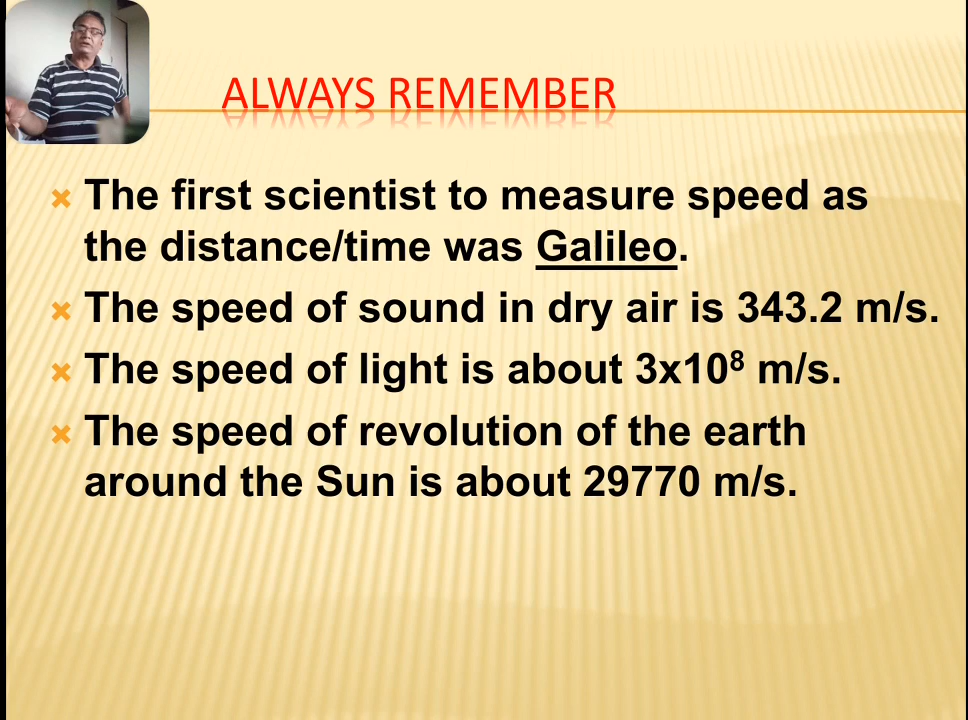 ALWAYS REMEMBER
The first scientist to measure speed as
the distance/time was Galileo.
The speed of sound in dry air is 343.2 m/s.
The speed of light is about 3x10⁸ m/s.
The speed of revolution of the earth
around the Sun is about 29770 m/s.